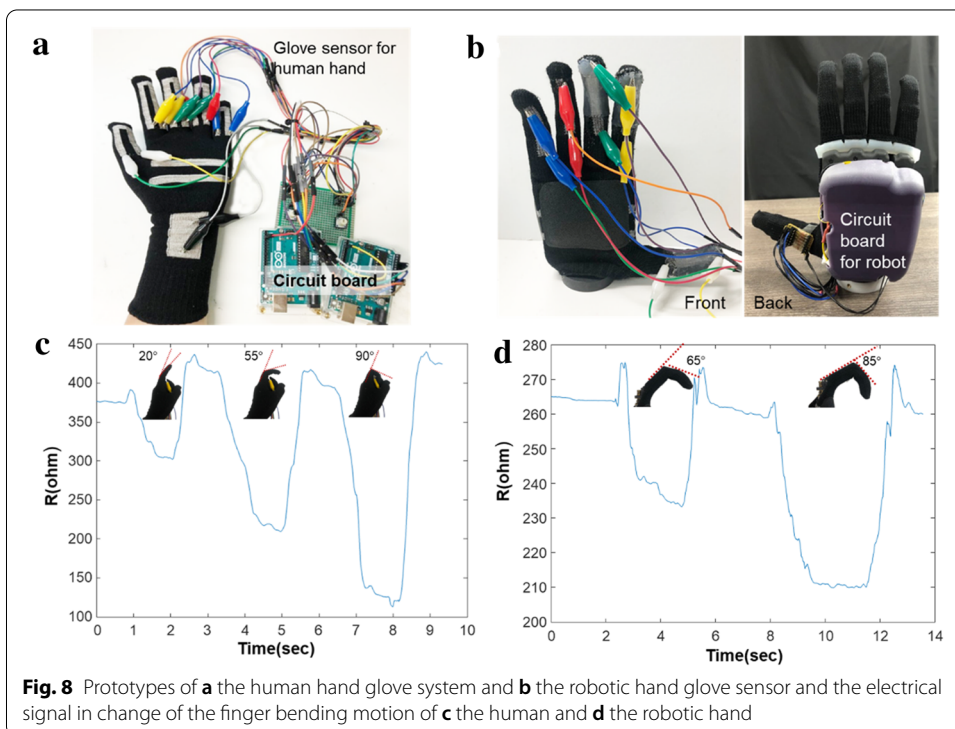 a
Glove sensor for
human hand
Circuit board
b
Front
Back
Circuit
board
for robot
c
450
400
350
300
250
200
150
100
R(ohm)
20°
55°
90°
0 1 2 3 4 5 6 7 8 9 10
Time(sec)
d
280
270
260
250
240
230
220
210
200
R(ohm)
65°
85°
0 2 4 6 8 10 12 14
Time(sec)
Fig. 8 Prototypes of a the human hand glove system and b the robotic hand glove sensor and the electrical
signal in change of the finger bending motion of c the human and d the robotic hand